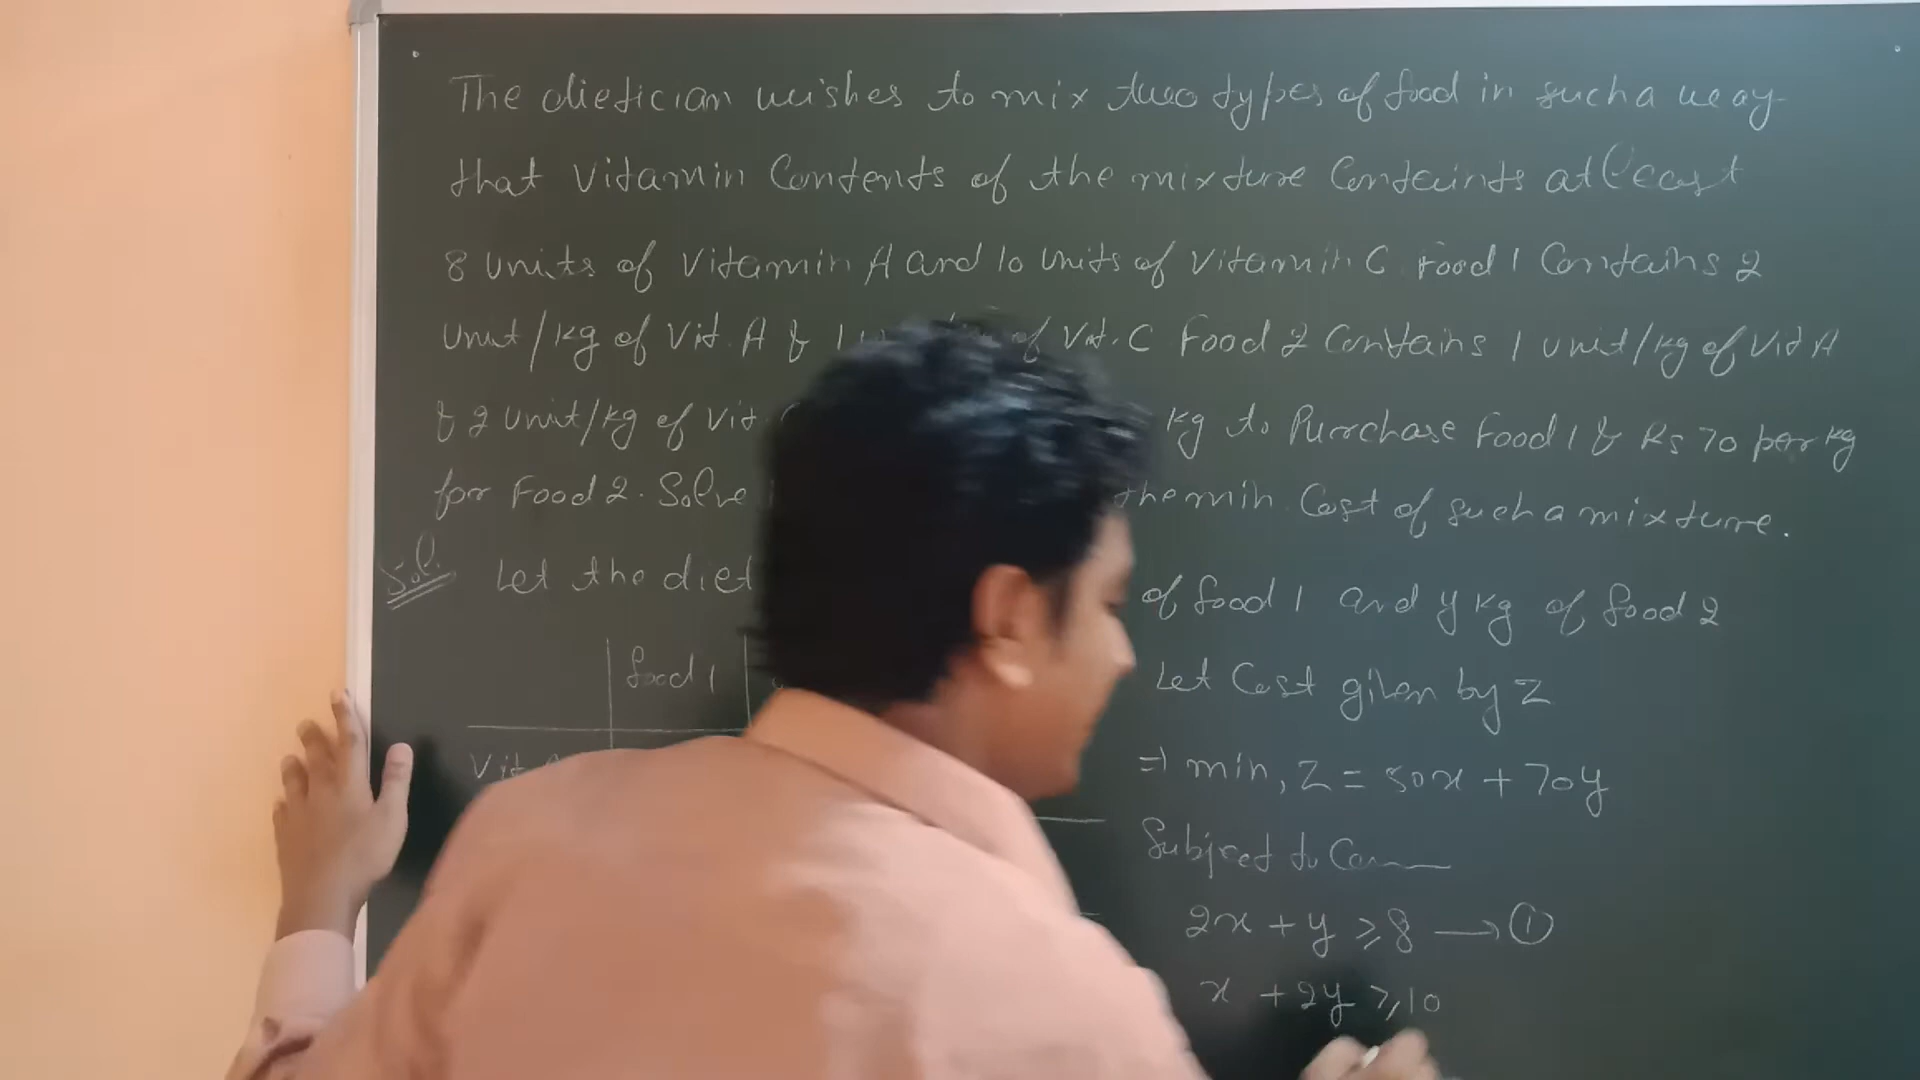 The dietician wishes to mix two types of food in such a way
that Vitamin Contents of the mixture Containts atleast
8 units of Vitamin A and 10 units of Vitamin C Food 1 Contains 2
Unit/kg of Vit. A & 1 of Vit. C Food 2 Contains 1 unit/kg of Vit A
& 2 unit/kg of Vit. kg to Purchase Food 1 & Rs 70 per kg
for Food 2. Solve the min. Cost of such a mixture.
Sol. Let the diet of food 1 and y kg of food 2
food 1
Let Cost given by Z
Vit
⇒ min, Z = 50x + 70y
Subject to Con
2x + y ≥ 8 → ①
x + 2y ≥ 10